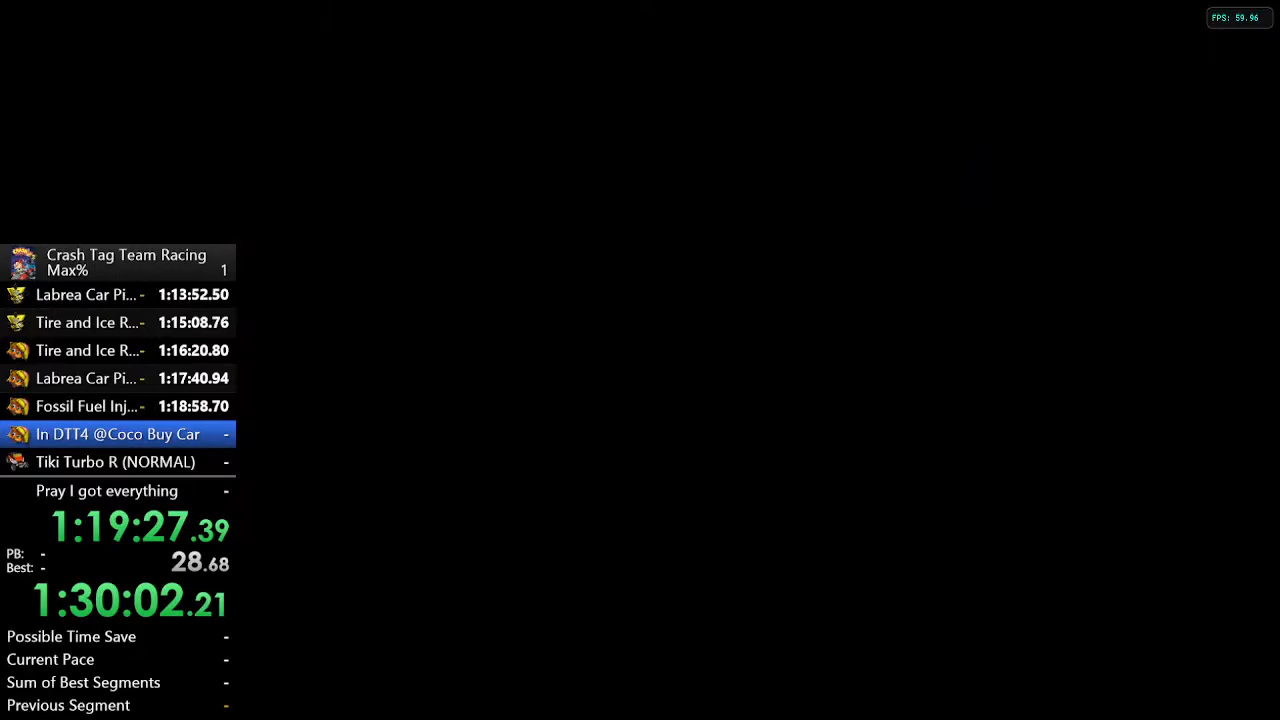 FPS: 59.96
Crash Tag Team Racing
Max% 1
Labrea Car Pi... - 1:13:52.50
Tire and Ice R... - 1:15:08.76
Tire and Ice R... - 1:16:20.80
Labrea Car Pi... - 1:17:40.94
Fossil Fuel Inj... - 1:18:58.70
In DTT4 @Coco Buy Car -
Tiki Turbo R (NORMAL) -
Pray I got everything -
1:19:27.39
PB: - 28.68
Best: -
1:30:02.21
Possible Time Save -
Current Pace -
Sum of Best Segments -
Previous Segment -